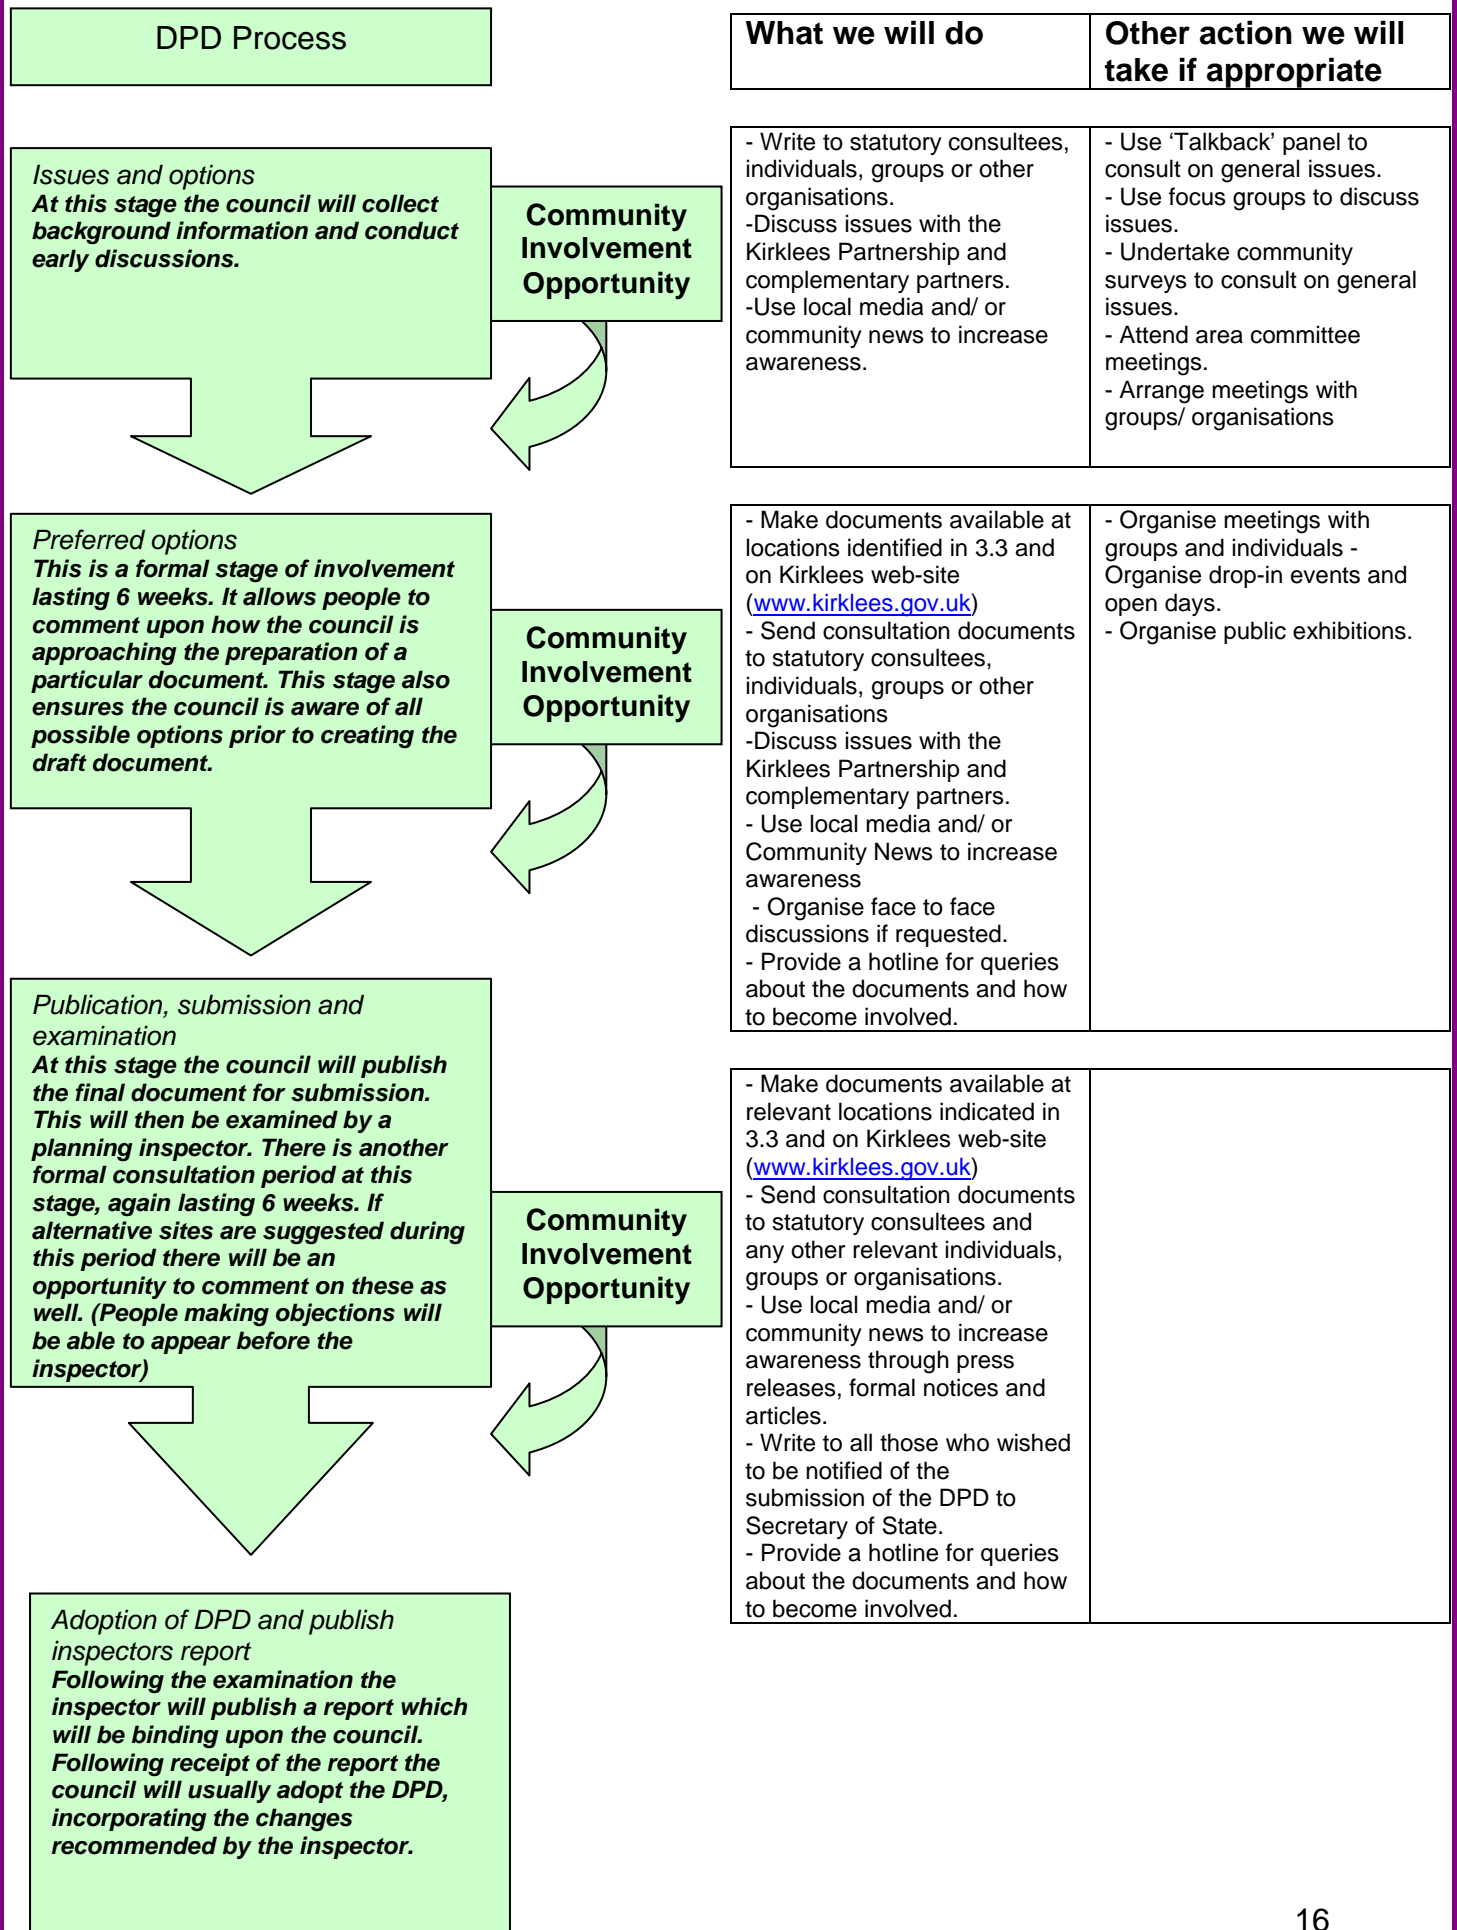 DPD Process
What we will do
Other action we will
take if appropriate
Issues and options
At this stage the council will collect
background information and conduct
early discussions.
Community
Involvement
Opportunity
- Write to statutory consultees,
individuals, groups or other
organisations.
-Discuss issues with the
Kirklees Partnership and
complementary partners.
-Use local media and/ or
community news to increase
awareness.
- Use ‘Talkback’ panel to
consult on general issues.
- Use focus groups to discuss
issues.
- Undertake community
surveys to consult on general
issues.
- Attend area committee
meetings.
- Arrange meetings with
groups/ organisations
Preferred options
This is a formal stage of involvement
lasting 6 weeks. It allows people to
comment upon how the council is
approaching the preparation of a
particular document. This stage also
ensures the council is aware of all
possible options prior to creating the
draft document.
Community
Involvement
Opportunity
- Make documents available at
locations identified in 3.3 and
on Kirklees web-site
(www.kirklees.gov.uk)
- Send consultation documents
to statutory consultees,
individuals, groups or other
organisations
-Discuss issues with the
Kirklees Partnership and
complementary partners.
- Use local media and/ or
Community News to increase
awareness
- Organise face to face
discussions if requested.
- Provide a hotline for queries
about the documents and how
to become involved.
- Organise meetings with
groups and individuals -
Organise drop-in events and
open days.
- Organise public exhibitions.
Publication, submission and
examination
At this stage the council will publish
the final document for submission.
This will then be examined by a
planning inspector. There is another
formal consultation period at this
stage, again lasting 6 weeks. If
alternative sites are suggested during
this period there will be an
opportunity to comment on these as
well. (People making objections will
be able to appear before the
inspector)
Community
Involvement
Opportunity
- Make documents available at
relevant locations indicated in
3.3 and on Kirklees web-site
(www.kirklees.gov.uk)
- Send consultation documents
to statutory consultees and
any other relevant individuals,
groups or organisations.
- Use local media and/ or
community news to increase
awareness through press
releases, formal notices and
articles.
- Write to all those who wished
to be notified of the
submission of the DPD to
Secretary of State.
- Provide a hotline for queries
about the documents and how
to become involved.
Adoption of DPD and publish
inspectors report
Following the examination the
inspector will publish a report which
will be binding upon the council.
Following receipt of the report the
council will usually adopt the DPD,
incorporating the changes
recommended by the inspector.
16